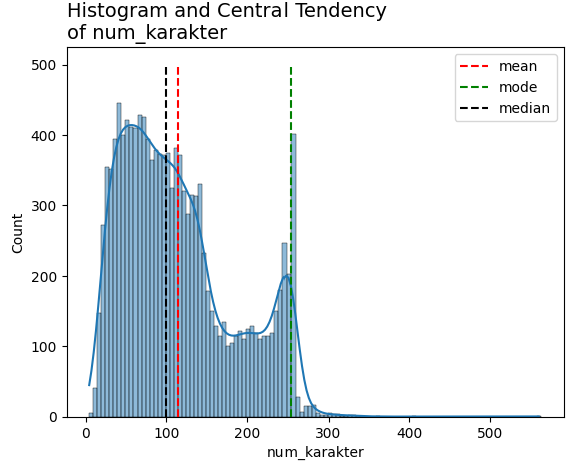 Histogram and Central Tendency
of num_karakter
500
400
300
200
100
0
Count
mean
mode
median
0 100 200 300 400 500
num_karakter